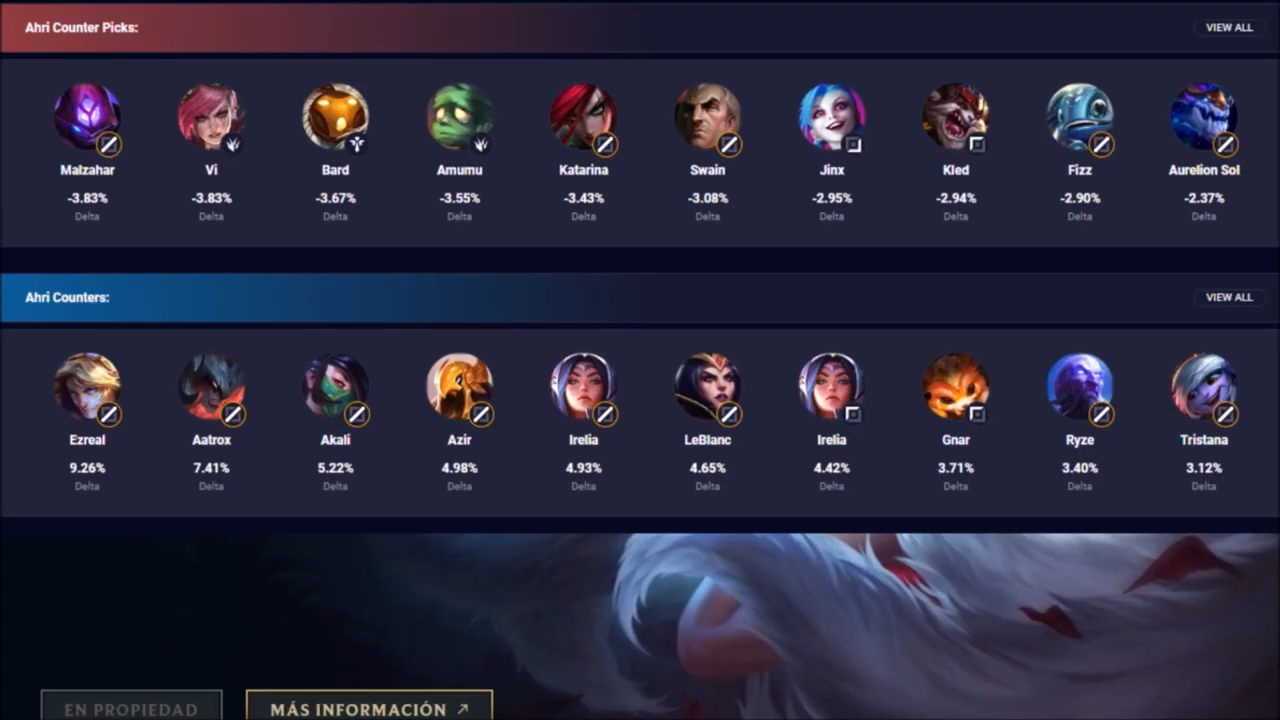 Ahri Counter Picks:
VIEW ALL
Malzahar Vi Bard Amumu Katarina Swain Jinx Kled Fizz Aurelion Sol
-3.83% -3.83% -3.67% -3.55% -3.43% -3.08% -2.95% -2.94% -2.90% -2.37%
Delta Delta Delta Delta Delta Delta Delta Delta Delta Delta
Ahri Counters:
VIEW ALL
Ezreal Aatrox Akali Azir Irelia LeBlanc Irelia Gnar Ryze Tristana
9.26% 7.41% 5.22% 4.98% 4.93% 4.65% 4.42% 3.71% 3.40% 3.12%
Delta Delta Delta Delta Delta Delta Delta Delta Delta Delta
EN PROPIEDAD MÁS INFORMACIÓN